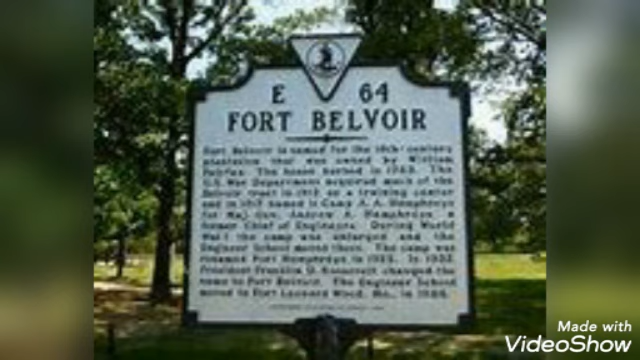 E 64
FORT BELVOIR
Fort Belvoir is named for the 18th-century
plantation that was owned by William
Fairfax. The house burned in 1783. The
U.S. War Department acquired much of the
Belvoir tract in 1912 as a training center
and in 1917 named it Camp A. A. Humphreys
for Maj. Gen. Andrew A. Humphreys, a
former Chief of Engineers. During World
War I the camp was enlarged and the
Engineer School moved there. The camp was
renamed Fort Humphreys in 1922. In 1935
President Franklin D. Roosevelt changed the
name to Fort Belvoir. The Engineer School
moved to Fort Leonard Wood, Mo., in 1988.
Made with
VideoShow